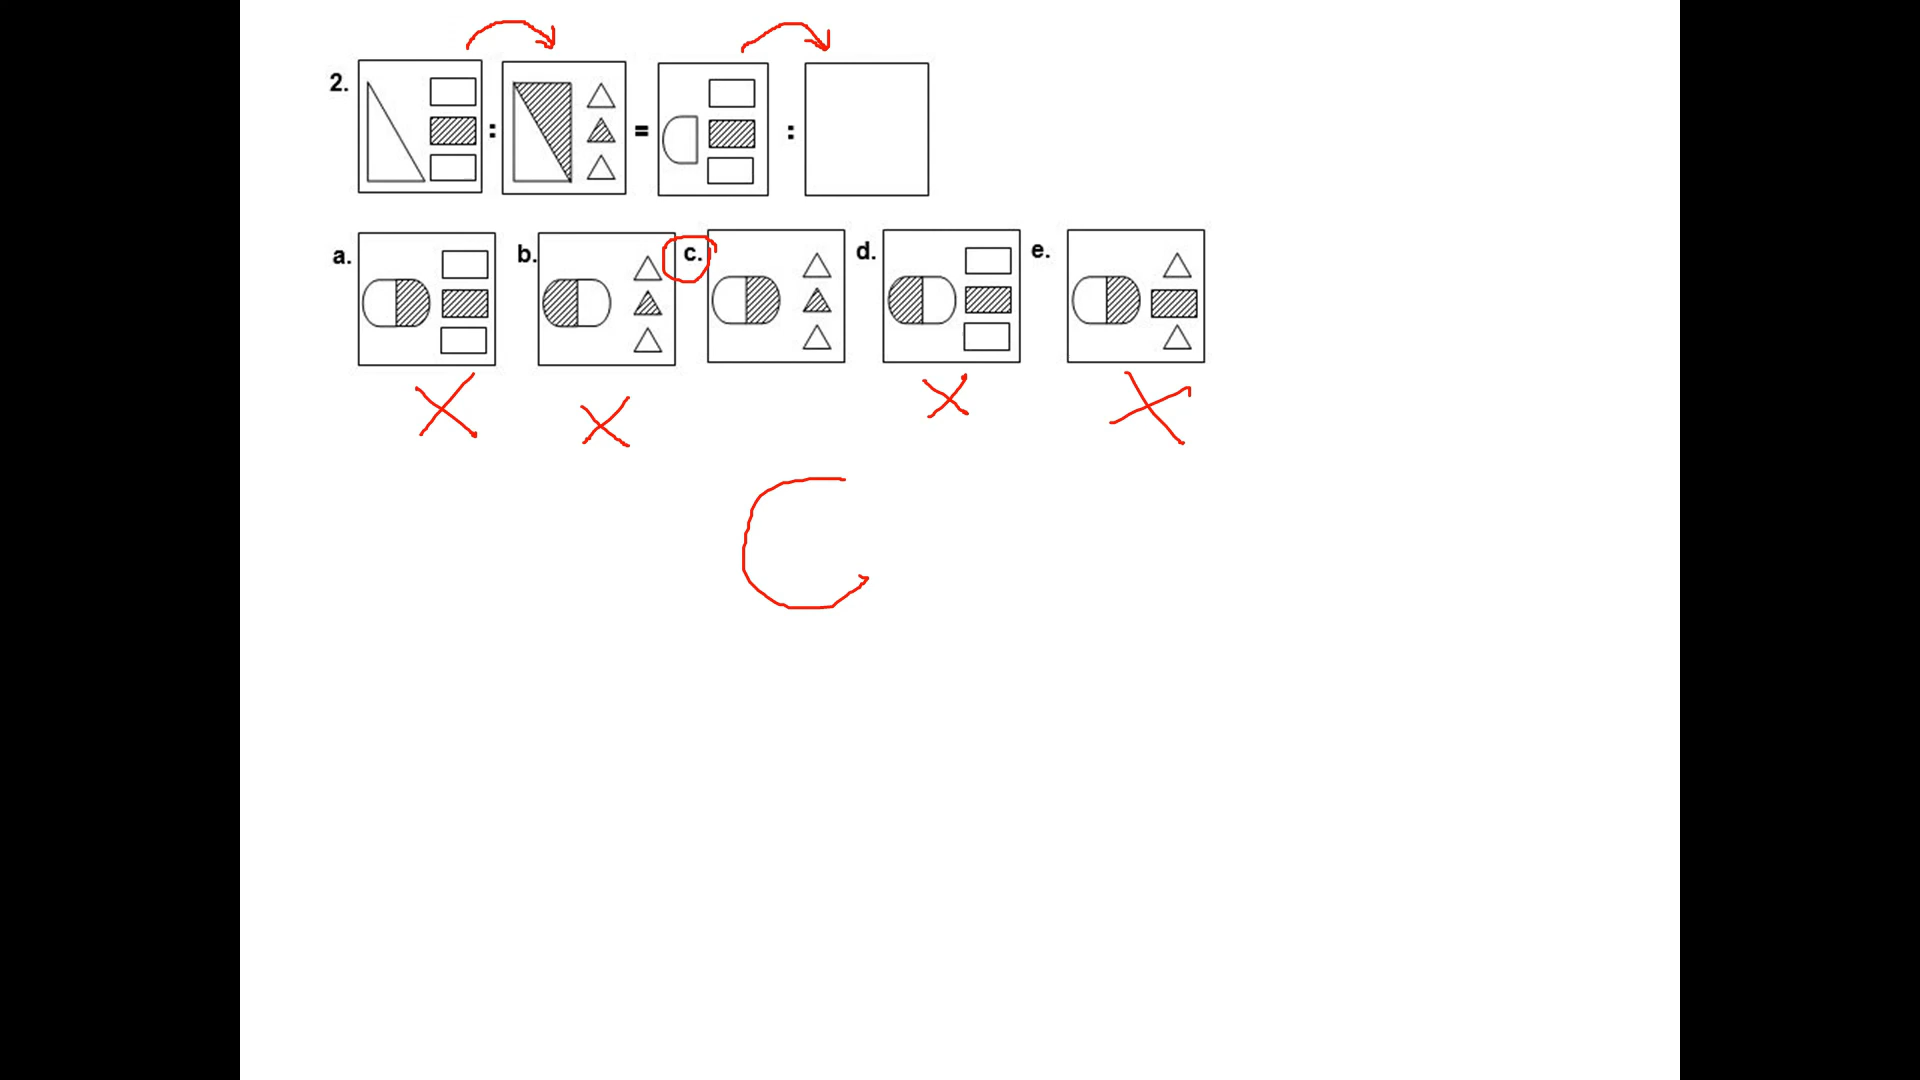 2. : = :
a. b. c. d. e.
C